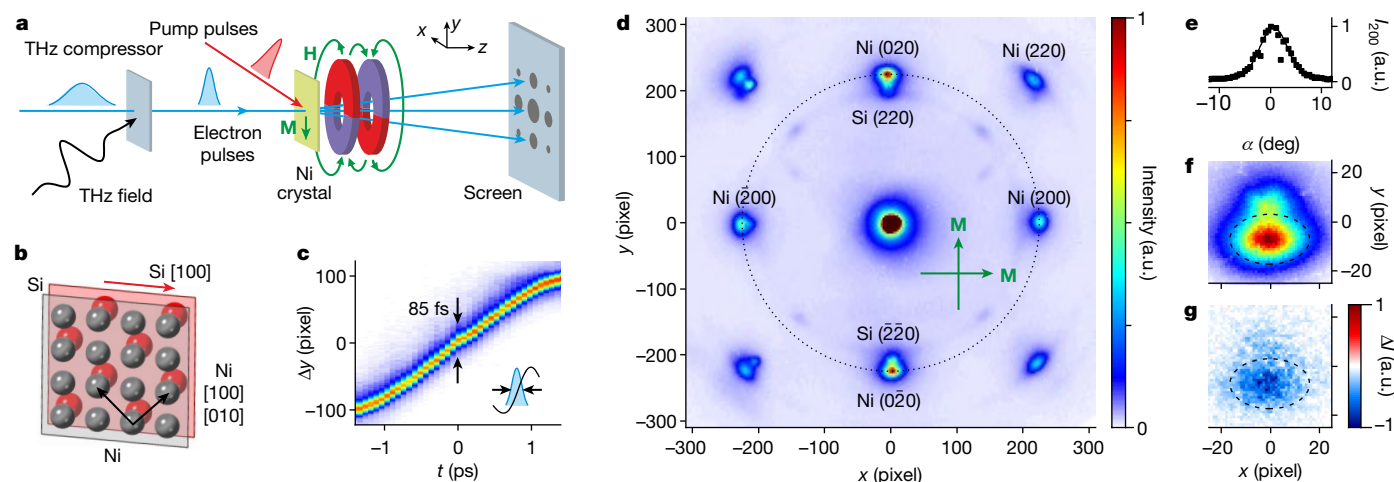 a
THz compressor
Pump pulses
x y z
H
M
Electron
pulses
THz field
Ni
crystal
Screen
b
Si [100]
Si
Ni
[100]
[010]
Ni
c
100
0
−100
Δy (pixel)
85 fs
−1 0 1
t (ps)
d
300
200
100
0
−100
−200
−300
y (pixel)
Ni (020)
Ni (220)
Si (220)
Ni (2̅00)
Ni (200)
M
M
Si (2̅2̅0)
Ni (02̅0)
−300 −200 −100 0 100 200 300
x (pixel)
1
Intensity (a.u.)
0
e
1
0
I200 (a.u.)
−10 0 10
α (deg)
f
20
0
−20
y (pixel)
g
1
ΔI (a.u.)
−1
−20 0 20
x (pixel)